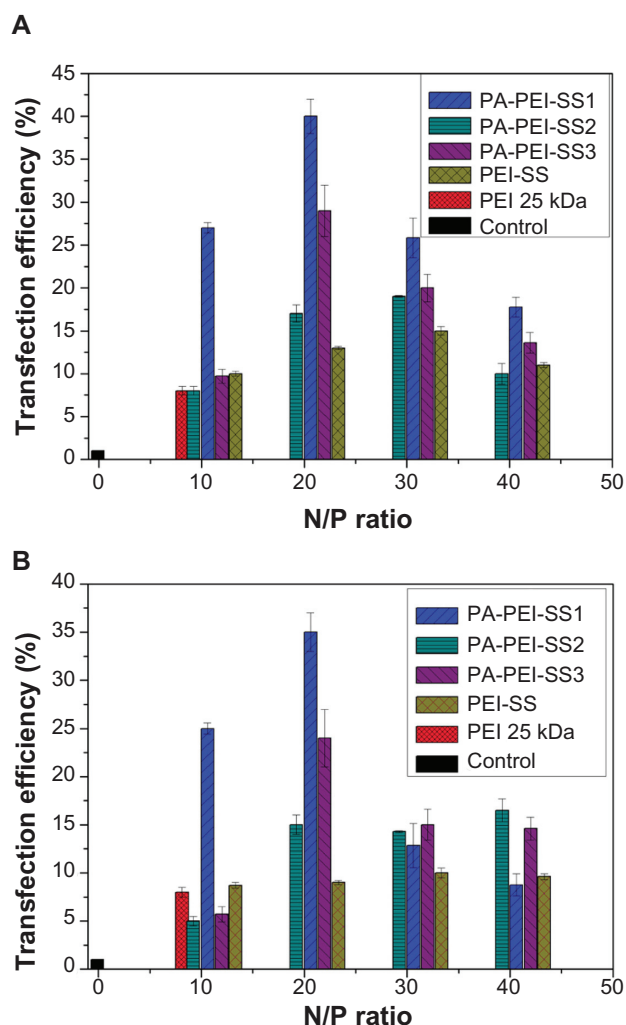 A
Transfection efficiency (%)
45
40
35
30
25
20
15
10
5
0
PA-PEI-SS1
PA-PEI-SS2
PA-PEI-SS3
PEI-SS
PEI 25 kDa
Control
0 10 20 30 40 50
N/P ratio
B
Transfection efficiency (%)
40
35
30
25
20
15
10
5
0
PA-PEI-SS1
PA-PEI-SS2
PA-PEI-SS3
PEI-SS
PEI 25 kDa
Control
0 10 20 30 40 50
N/P ratio